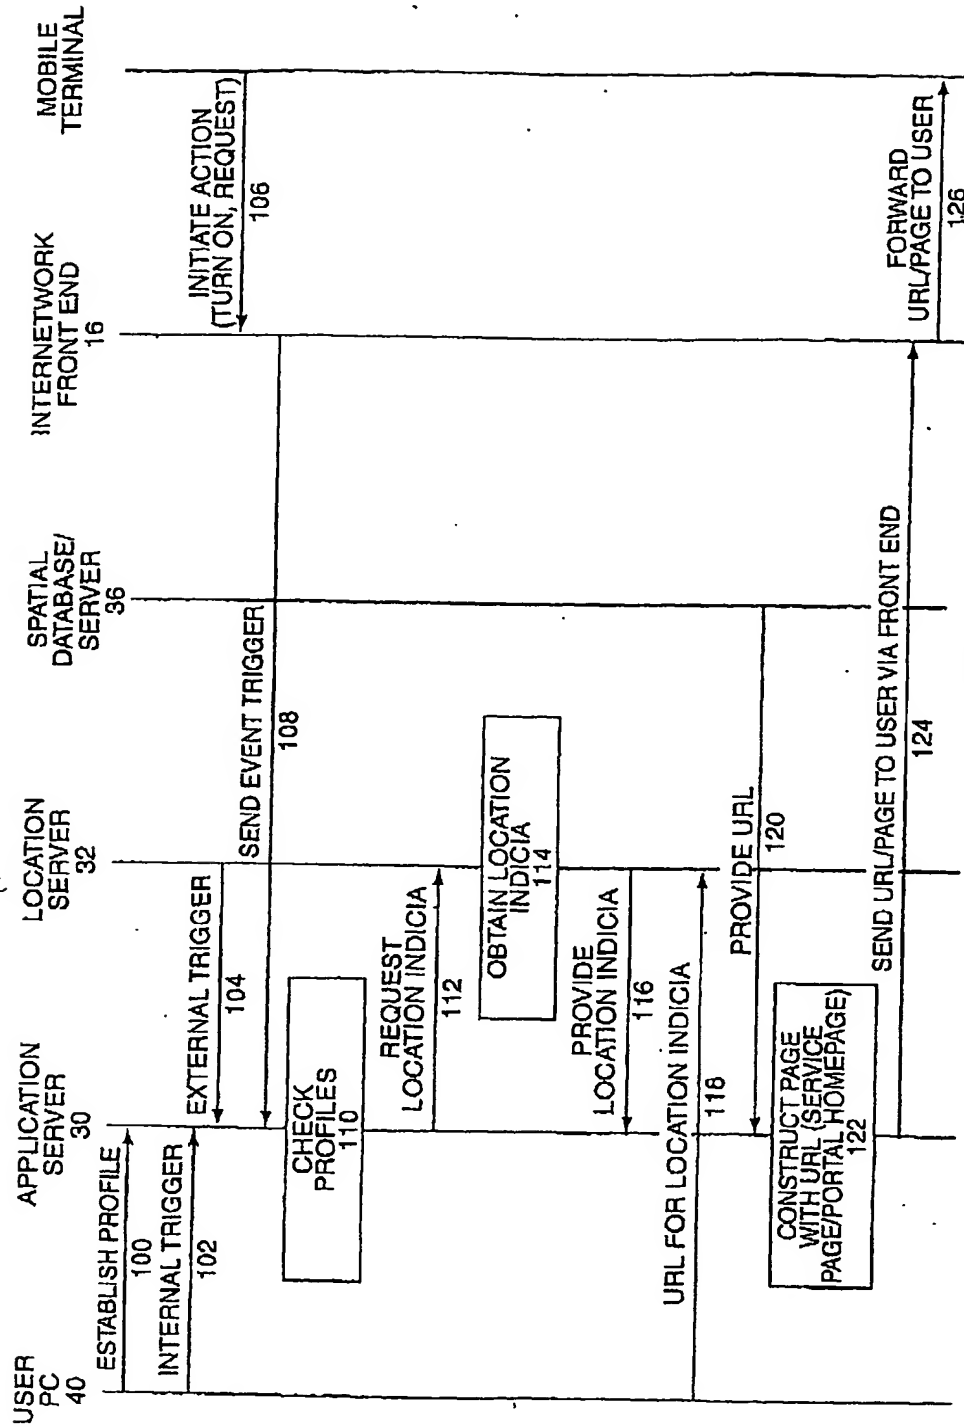 USER
PC
40
APPLICATION
SERVER
30
LOCATION
SERVER
32
SPATIAL
DATABASE/
SERVER
36
INTERNETWORK
FRONT END
16
MOBILE
TERMINAL
ESTABLISH PROFILE
100
INTERNAL TRIGGER
102
EXTERNAL TRIGGER
104
INITIATE ACTION
(TURN ON, REQUEST)
106
SEND EVENT TRIGGER
108
CHECK
PROFILES
110
REQUEST
LOCATION INDICIA
112
OBTAIN LOCATION
INDICIA
114
PROVIDE
LOCATION INDICIA
116
URL FOR LOCATION INDICIA
118
PROVIDE URL
120
CONSTRUCT PAGE
WITH URL (SERVICE
PAGE/PORTAL HOMEPAGE)
122
SEND URL/PAGE TO USER VIA FRONT END
124
FORWARD
URL/PAGE TO USER
126